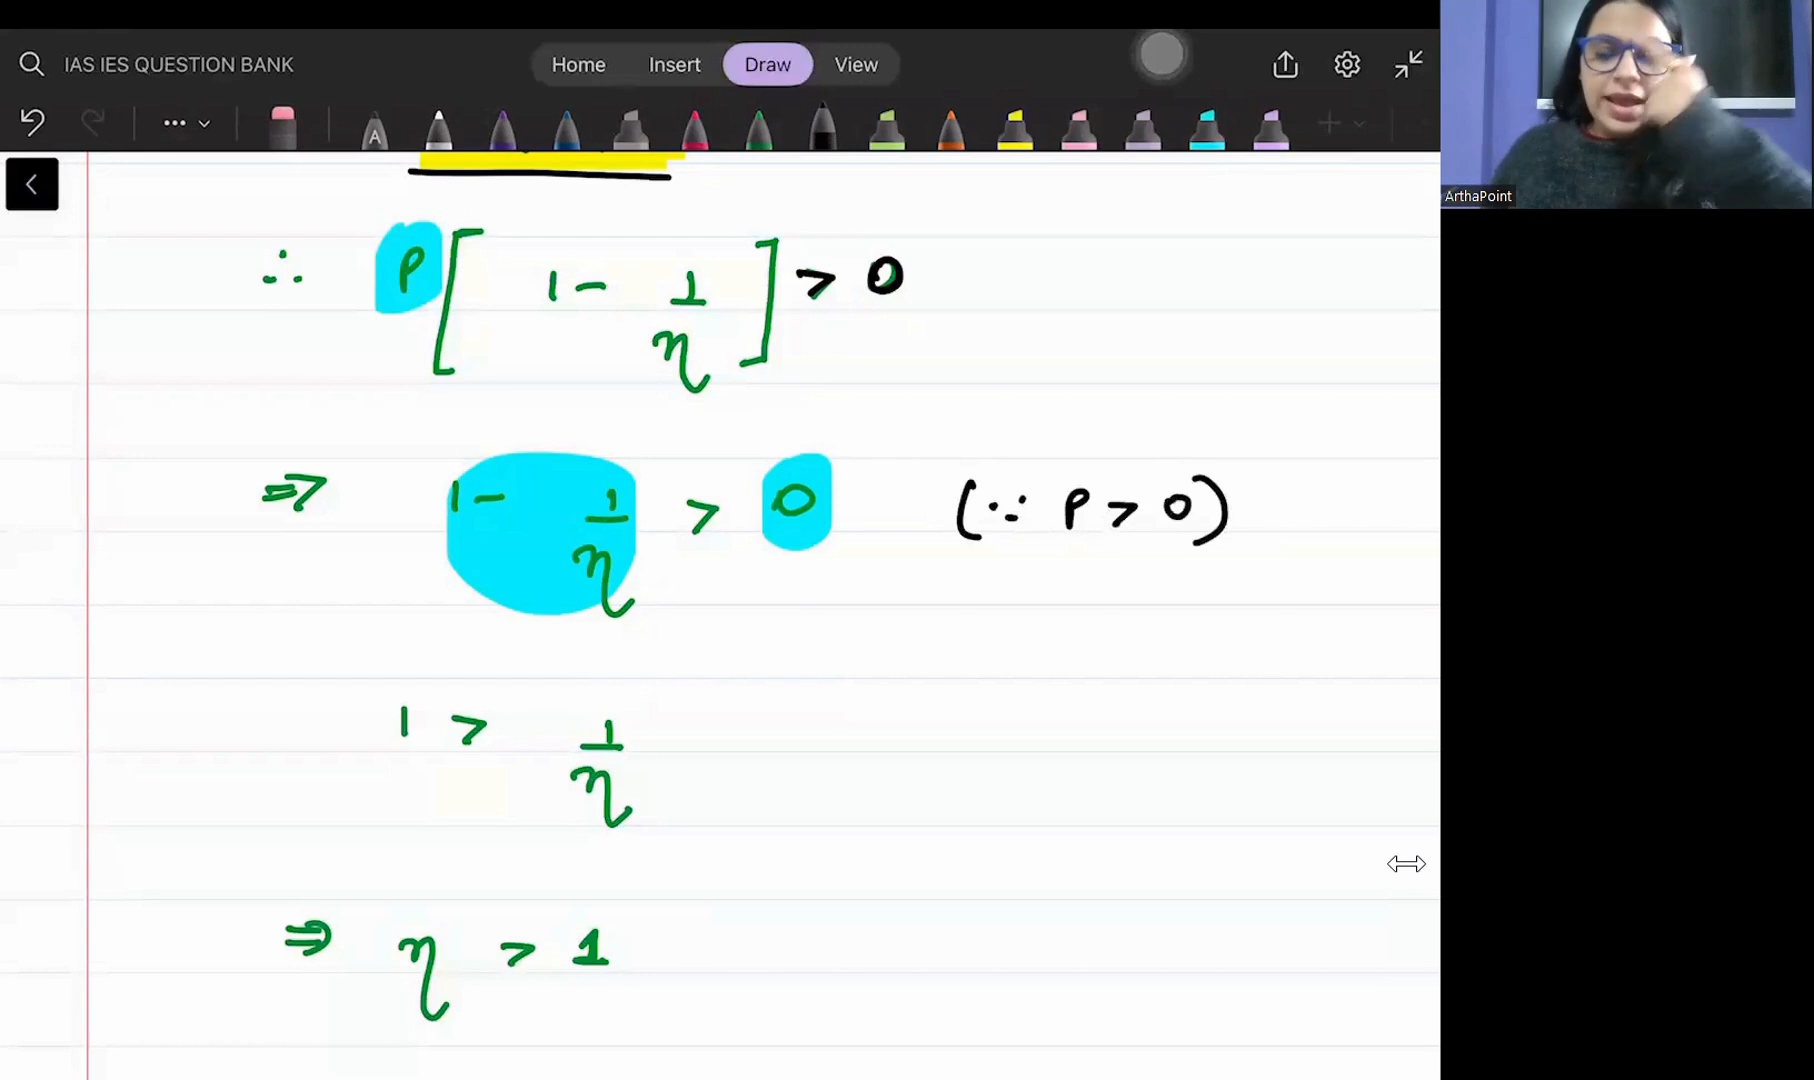 IAS IES QUESTION BANK
Home Insert Draw View
A
ArthaPoint
∴ P [ 1 - 1/η ] > 0
⇒ 1 - 1/η > 0 (∵ P > 0)
1 > 1/η
⇒ η > 1